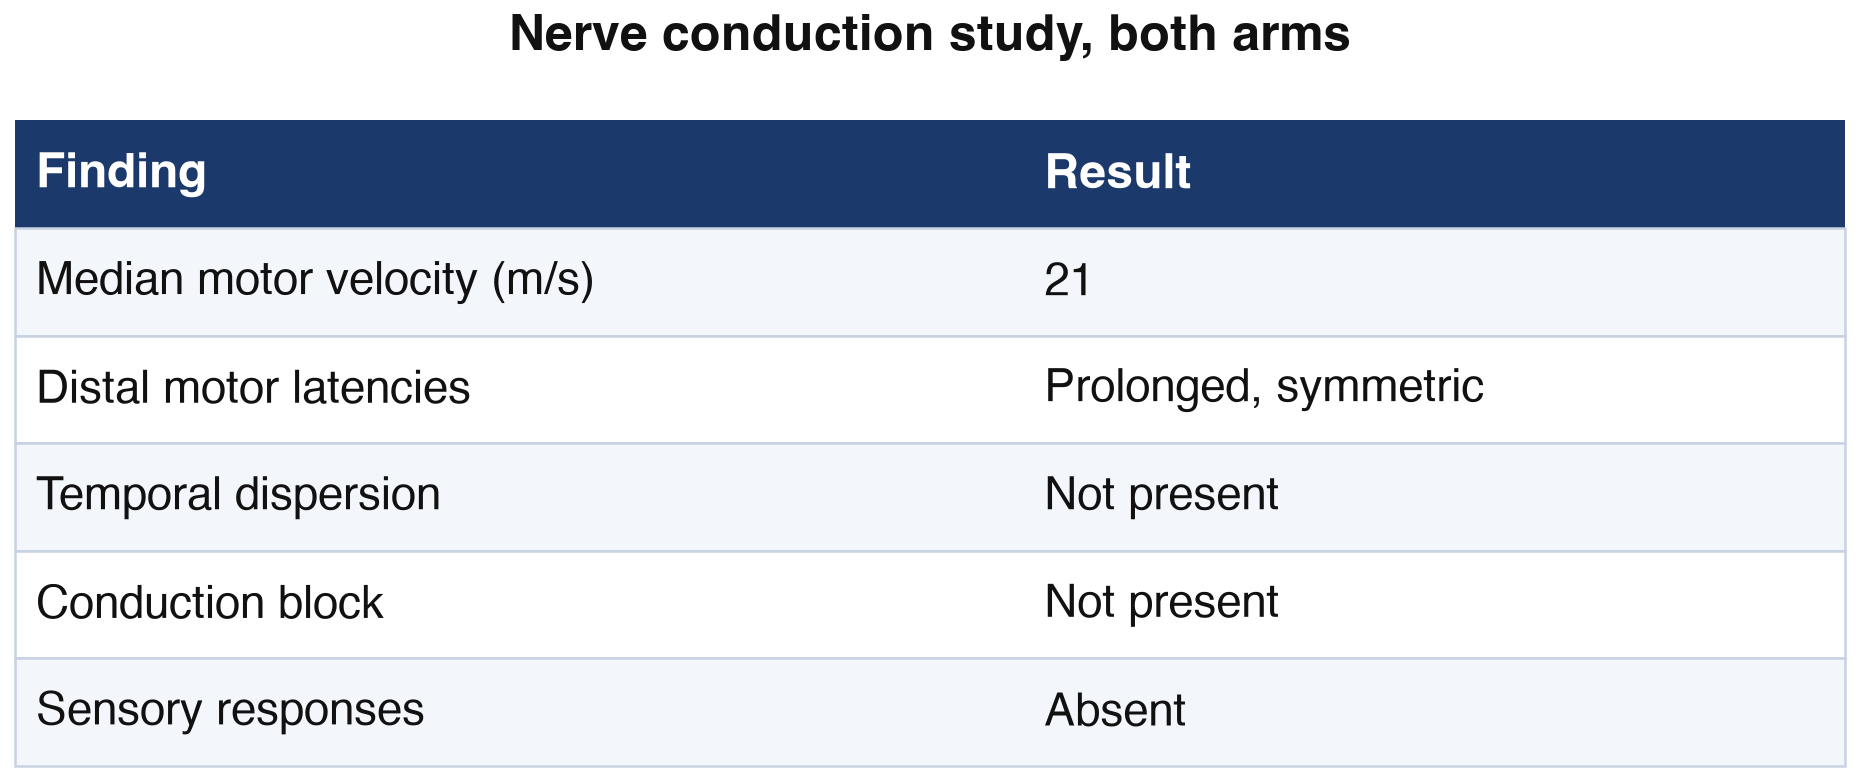 Nerve conduction study, both arms
Finding Result
Median motor velocity (m/s) 21
Distal motor latencies Prolonged, symmetric
Temporal dispersion Not present
Conduction block Not present
Sensory responses Absent